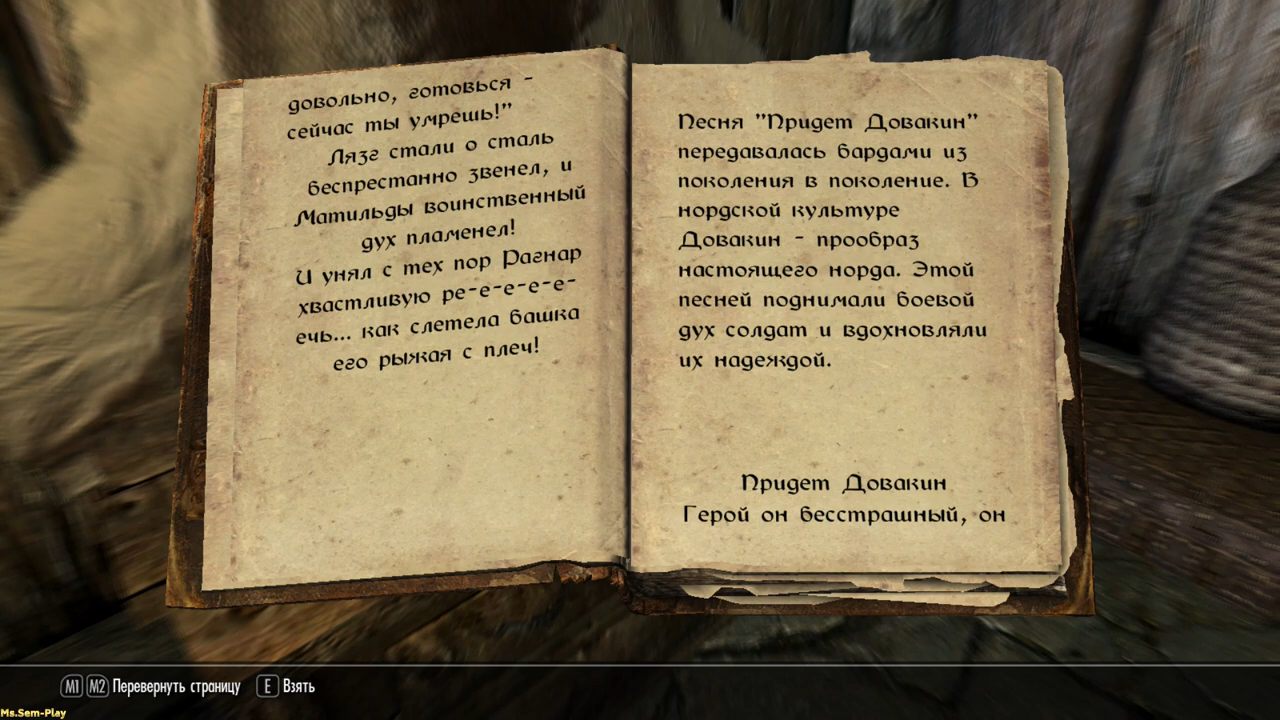 довольно, готовься -
сейчас ты умрёшь!"
Лязг стали о сталь
беспрестанно звенел, и
Матильды воинственный
дух пламенел!
И унял с тех пор Рагнар
хвастливую ре-е-е-е-е-
ечь... как слетела башка
его рыжая с плеч!
Песня "Придет Довакин"
передавалась бардами из
поколения в поколение. В
нордской культуре
Довакин - прообраз
настоящего норда. Этой
песней поднимали боевой
дух солдат и вдохновляли
их надеждой.
Придет Довакин
Герой он бесстрашный, он
M1 M2 Перевернуть страницу E Взять
Ms.Sem-Play